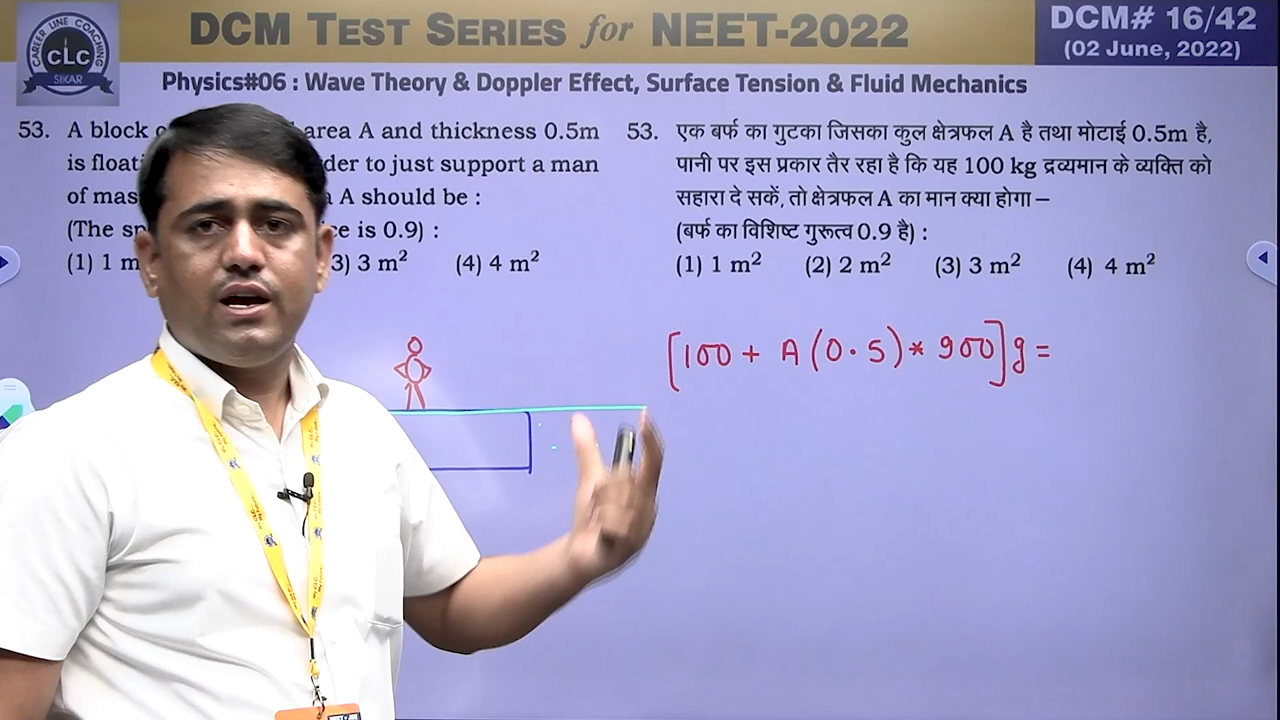 DCM TEST SERIES for NEET-2022
DCM# 16/42
(02 June, 2022)
CAREER LINE COACHING
CLC
SIKAR
Physics#06 : Wave Theory & Doppler Effect, Surface Tension & Fluid Mechanics
53. A block area A and thickness 0.5m
is to just support a man
of A should be :
(The is 0.9) :
(1) 1 3) 3 m² (4) 4 m²
53. एक बर्फ का गुटका जिसका कुल क्षेत्रफल A है तथा मोटाई 0.5m है,
पानी पर इस प्रकार तैर रहा है कि यह 100 kg द्रव्यमान के व्यक्ति को
सहारा दे सकें, तो क्षेत्रफल A का मान क्या होगा –
(बर्फ का विशिष्ट गुरूत्व 0.9 है) :
(1) 1 m² (2) 2 m² (3) 3 m² (4) 4 m²
[100 + A(0.5)* 900]g =